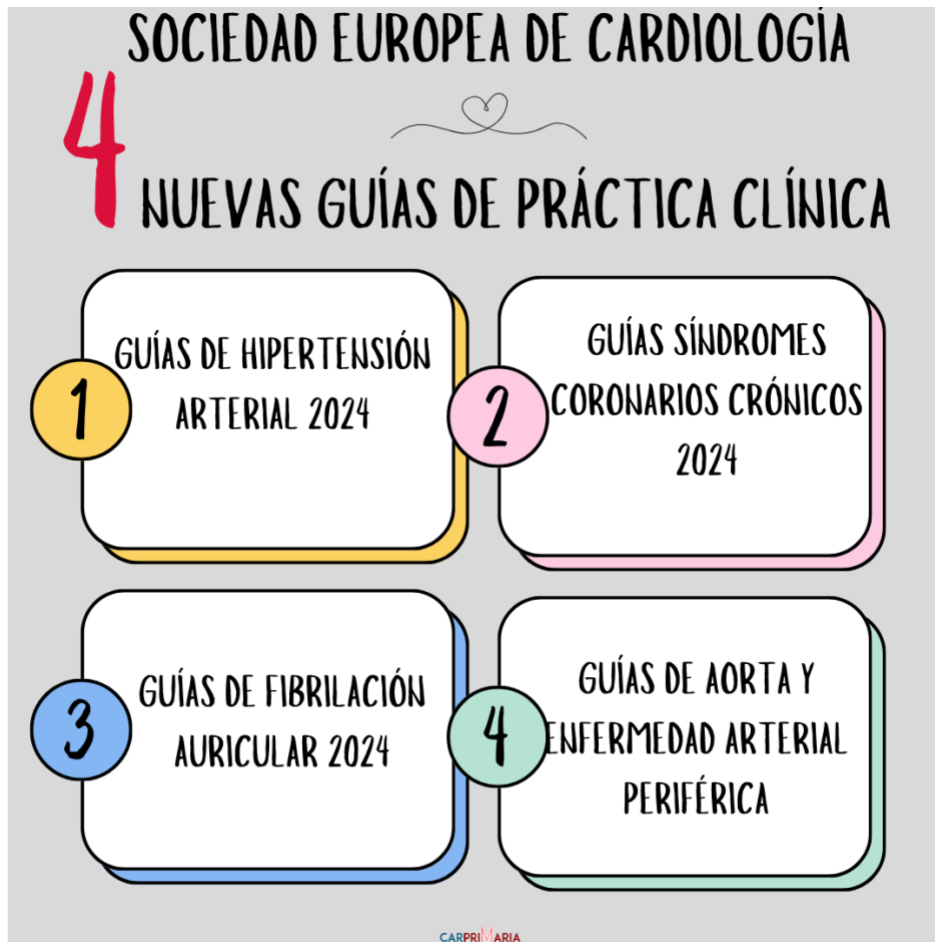 SOCIEDAD EUROPEA DE CARDIOLOGÍA
4
NUEVAS GUÍAS DE PRÁCTICA CLÍNICA
1
GUÍAS DE HIPERTENSIÓN
ARTERIAL 2024
2
GUÍAS SÍNDROMES
CORONARIOS CRÓNICOS
2024
3
GUÍAS DE FIBRILACIÓN
AURICULAR 2024
4
GUÍAS DE AORTA Y
ENFERMEDAD ARTERIAL
PERIFÉRICA
CARPRIMARIA